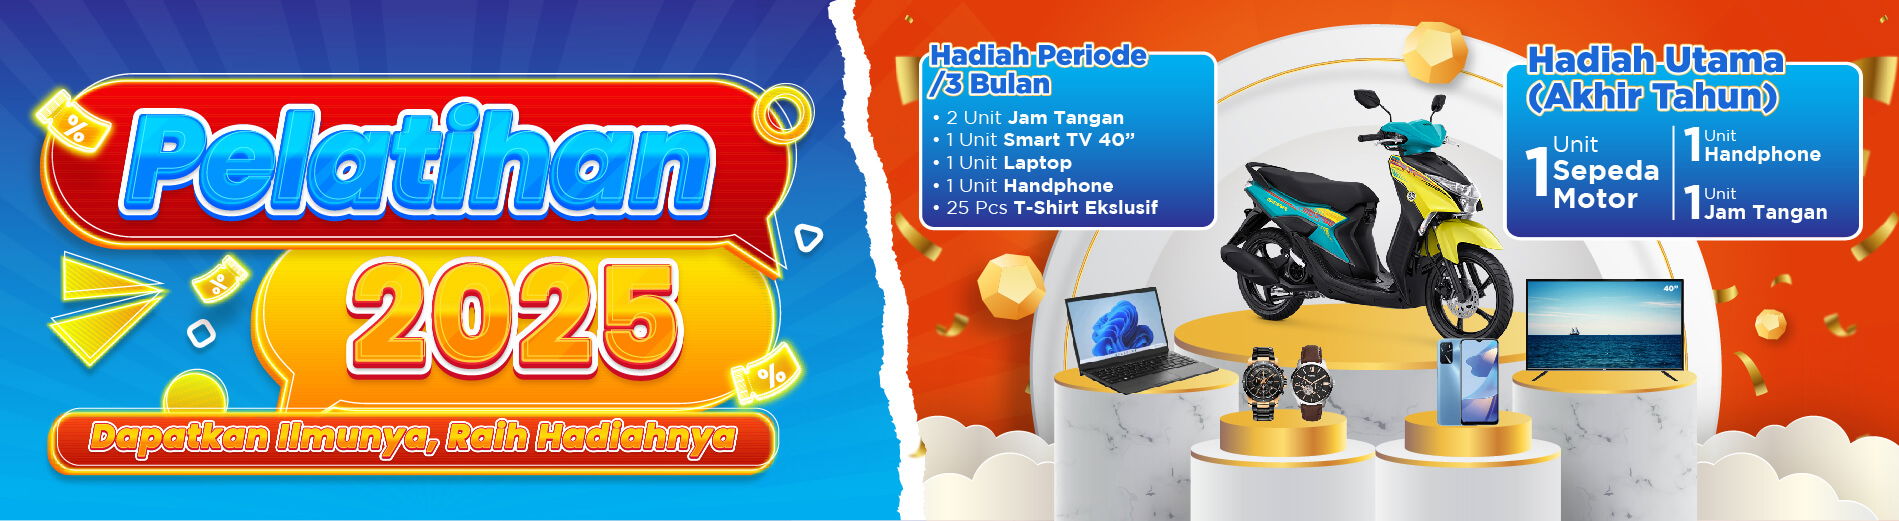 Pelatihan
2025
Dapatkan Ilmunya, Raih Hadiahnya
%
%
%
Hadiah Periode
/3 Bulan
• 2 Unit Jam Tangan
• 1 Unit Smart TV 40”
• 1 Unit Laptop
• 1 Unit Handphone
• 25 Pcs T-Shirt Ekslusif
Hadiah Utama
(Akhir Tahun)
1 Unit
Sepeda
Motor
1 Unit
Handphone
1 Unit
Jam Tangan
40”